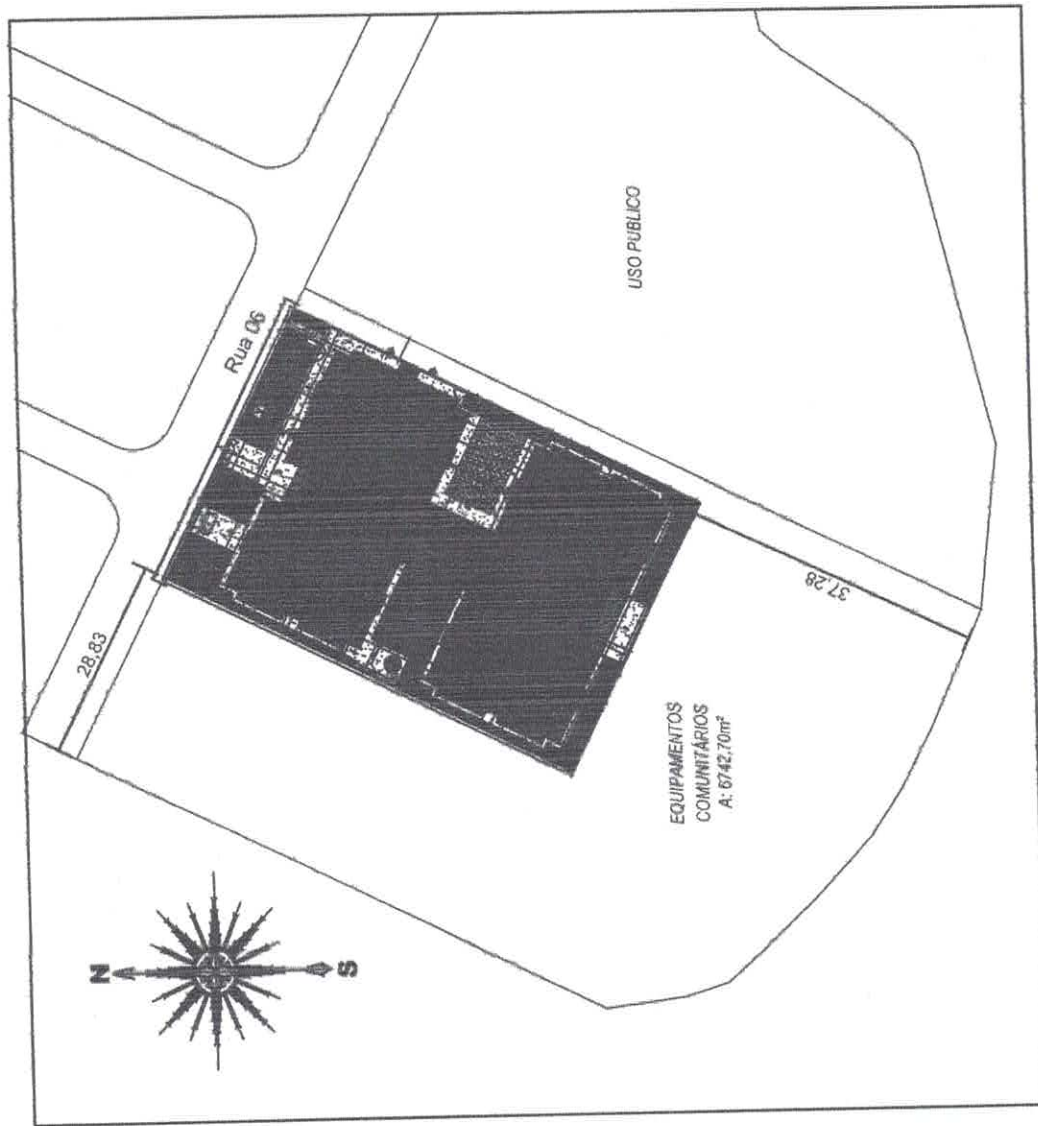 Rua 06
28,83
USO PUBLICO
37,28
EQUIPAMENTOS
COMUNITÁRIOS
A: 6742,70m²
N
S